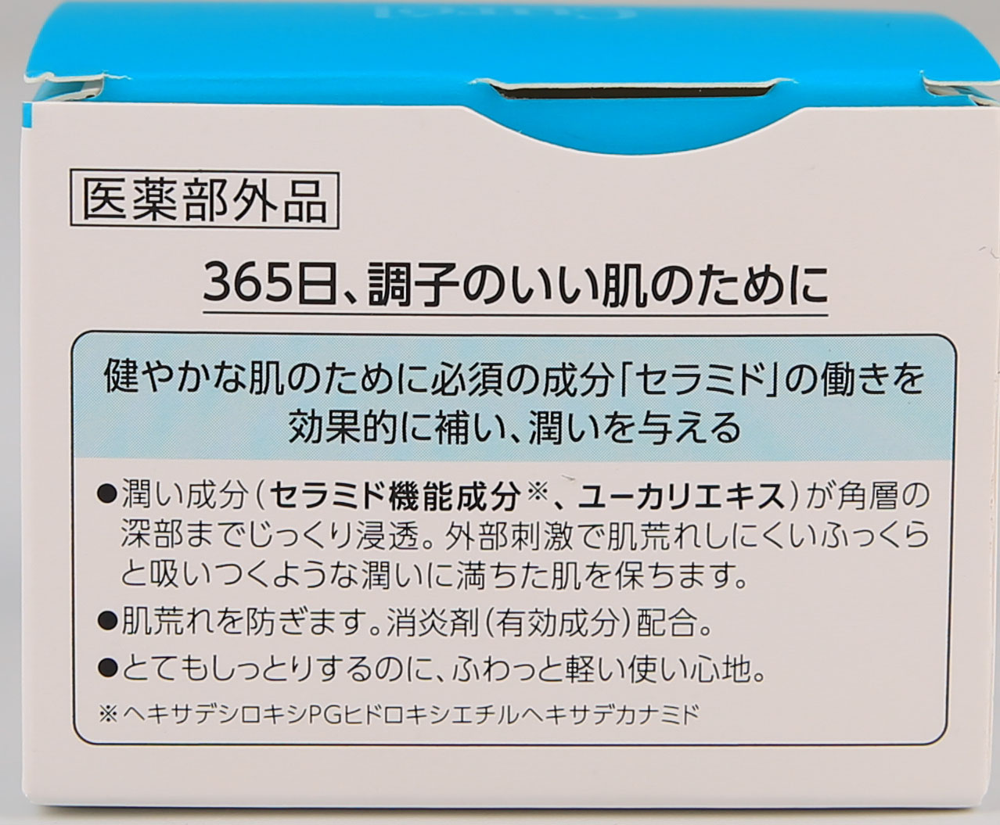 Curél
医薬部外品
365日、調子のいい肌のために
健やかな肌のために必須の成分「セラミド」の働きを
効果的に補い、潤いを与える
●潤い成分(セラミド機能成分※、ユーカリエキス)が角層の
深部までじっくり浸透。外部刺激で肌荒れしにくいふっくら
と吸いつくような潤いに満ちた肌を保ちます。
●肌荒れを防ぎます。消炎剤(有効成分)配合。
●とてもしっとりするのに、ふわっと軽い使い心地。
※ヘキサデシロキシPGヒドロキシエチルヘキサデカナミド